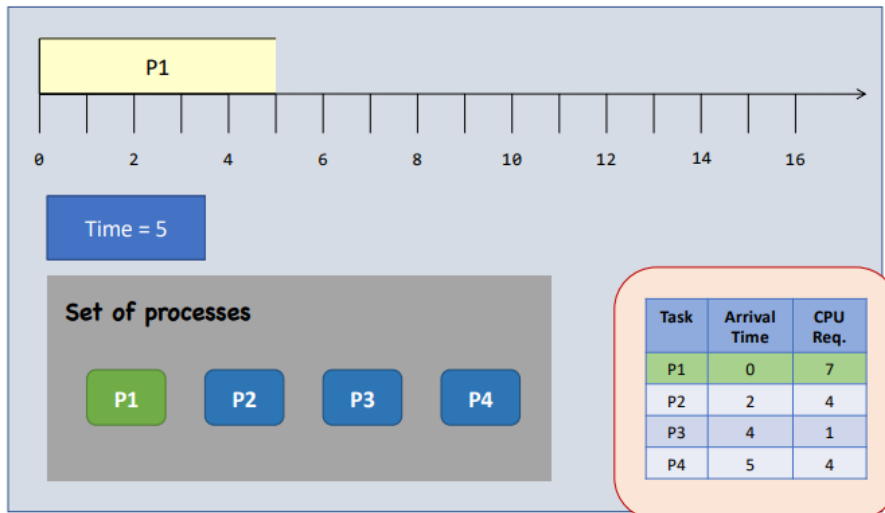 P1
0 2 4 6 8 10 12 14 16
Time = 5
Set of processes
P1 P2 P3 P4
Task Arrival Time CPU Req.
P1 0 7
P2 2 4
P3 4 1
P4 5 4